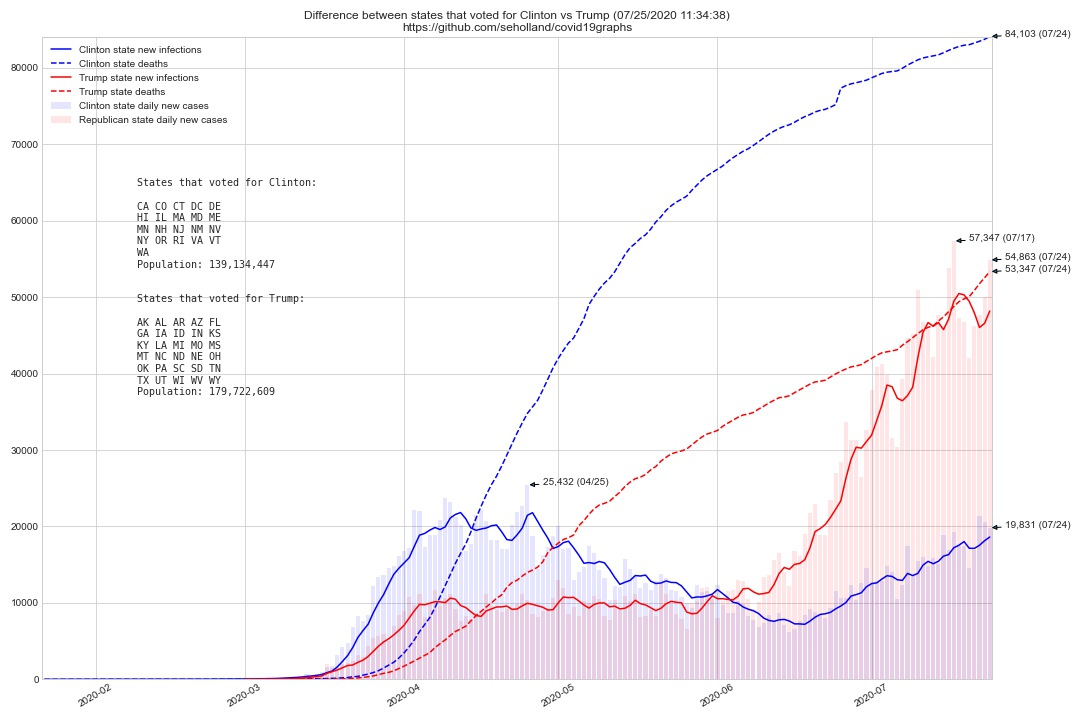 Difference between states that voted for Clinton vs Trump (07/25/2020 11:34:38)
https://github.com/seholland/covid19graphs
Clinton state new infections
Clinton state deaths
Trump state new infections
Trump state deaths
Clinton state daily new cases
Republican state daily new cases
States that voted for Clinton:
CA CO CT DC DE
HI IL MA MD ME
MN NH NJ NM NV
NY OR RI VA VT
WA
Population: 139,134,447
States that voted for Trump:
AK AL AR AZ FL
GA IA ID IN KS
KY LA MI MO MS
MT NC ND NE OH
OK PA SC SD TN
TX UT WI WV WY
Population: 179,722,609
84,103 (07/24)
57,347 (07/17)
54,863 (07/24)
53,347 (07/24)
25,432 (04/25)
19,831 (07/24)
80000
70000
60000
50000
40000
30000
20000
10000
0
2020-02
2020-03
2020-04
2020-05
2020-06
2020-07